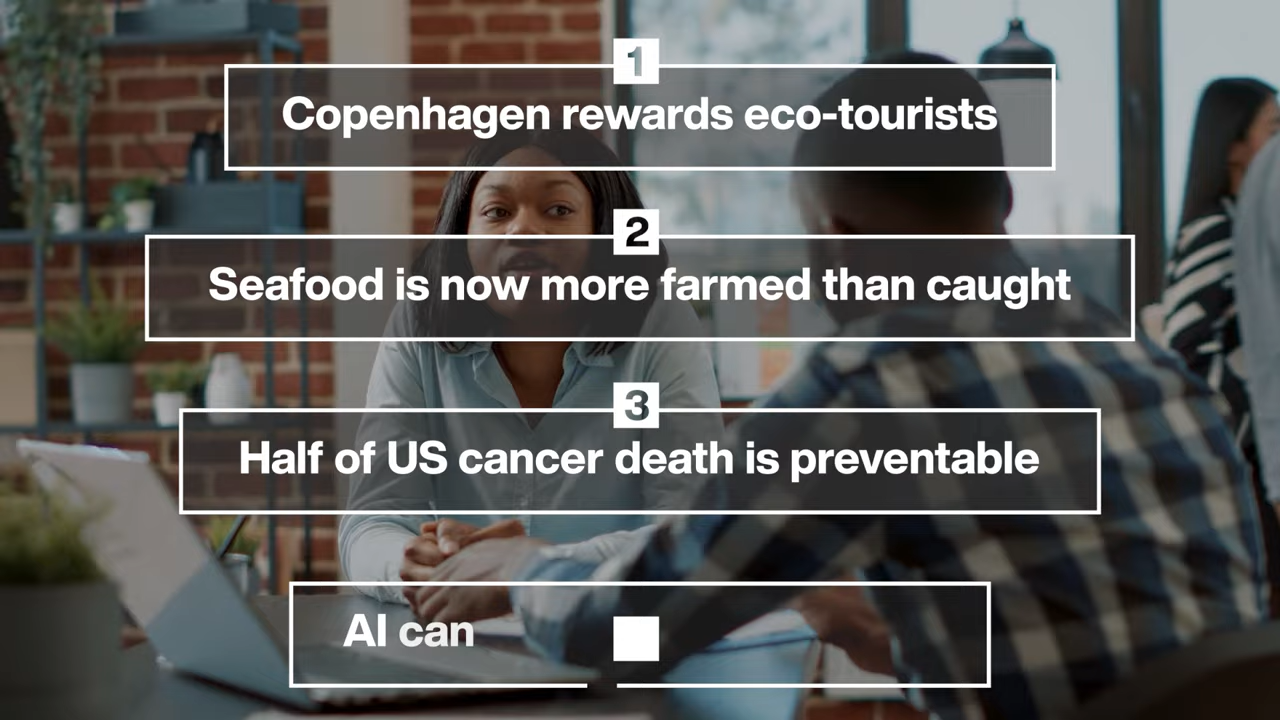 1
Copenhagen rewards eco-tourists
2
Seafood is now more farmed than caught
3
Half of US cancer death is preventable
AI can